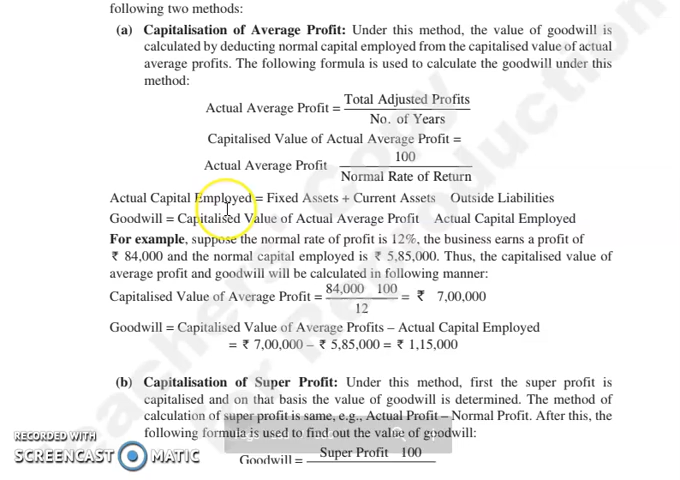 following two methods:
(a) Capitalisation of Average Profit: Under this method, the value of goodwill is
calculated by deducting normal capital employed from the capitalised value of actual
average profits. The following formula is used to calculate the goodwill under this
method:
Actual Average Profit = Total Adjusted Profits
No. of Years
Capitalised Value of Actual Average Profit =
Actual Average Profit 100
Normal Rate of Return
Actual Capital Employed = Fixed Assets + Current Assets Outside Liabilities
Goodwill = Capitalised Value of Actual Average Profit Actual Capital Employed
For example, suppose the normal rate of profit is 12%, the business earns a profit of
₹ 84,000 and the normal capital employed is ₹ 5,85,000. Thus, the capitalised value of
average profit and goodwill will be calculated in following manner:
Capitalised Value of Average Profit = 84,000 100 = ₹ 7,00,000
12
Goodwill = Capitalised Value of Average Profits – Actual Capital Employed
= ₹ 7,00,000 – ₹ 5,85,000 = ₹ 1,15,000
(b) Capitalisation of Super Profit: Under this method, first the super profit is
capitalised and on that basis the value of goodwill is determined. The method of
calculation of super profit is same, e.g., Actual Profit – Normal Profit. After this, the
following formula is used to find out the value of goodwill:
Goodwill = Super Profit 100
RECORDED WITH
SCREENCAST MATIC